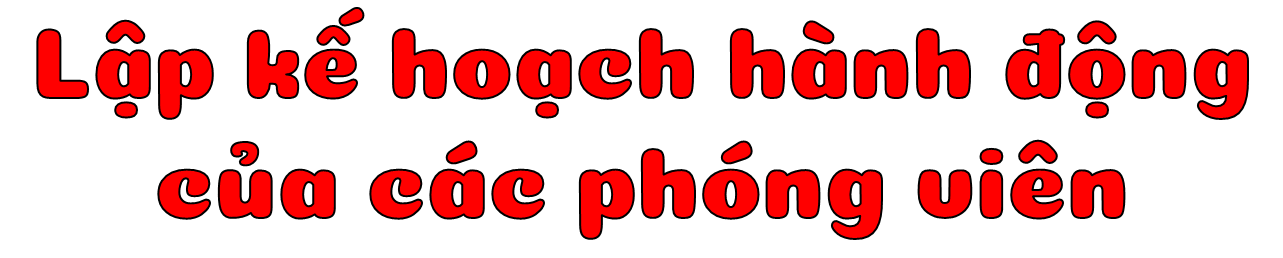 Lập kế hoạch hành động
của các phóng viên